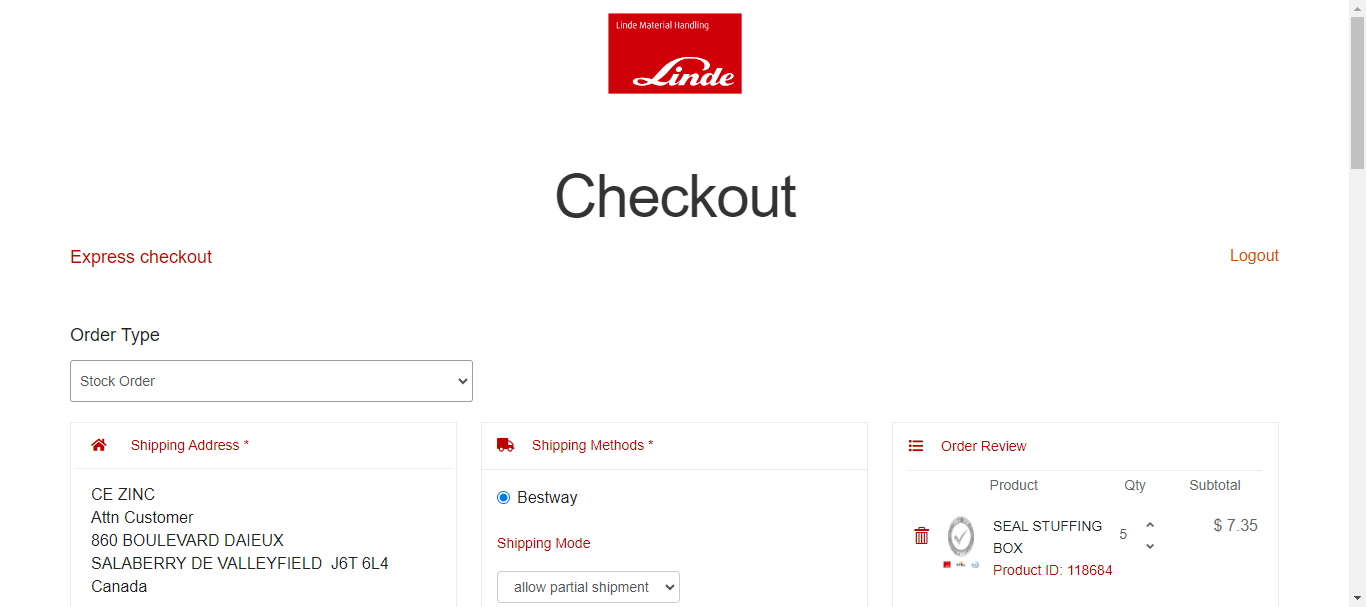 Linde Material Handling
Linde
Checkout
Express checkout
Logout
Order Type
Stock Order
Shipping Address *
CE ZINC
Attn Customer
860 BOULEVARD DAIEUX
SALABERRY DE VALLEYFIELD  J6T 6L4
Canada
Shipping Methods *
Bestway
Shipping Mode
allow partial shipment
Order Review
Product Qty Subtotal
SEAL STUFFING 5 $ 7.35
BOX
Product ID: 118684